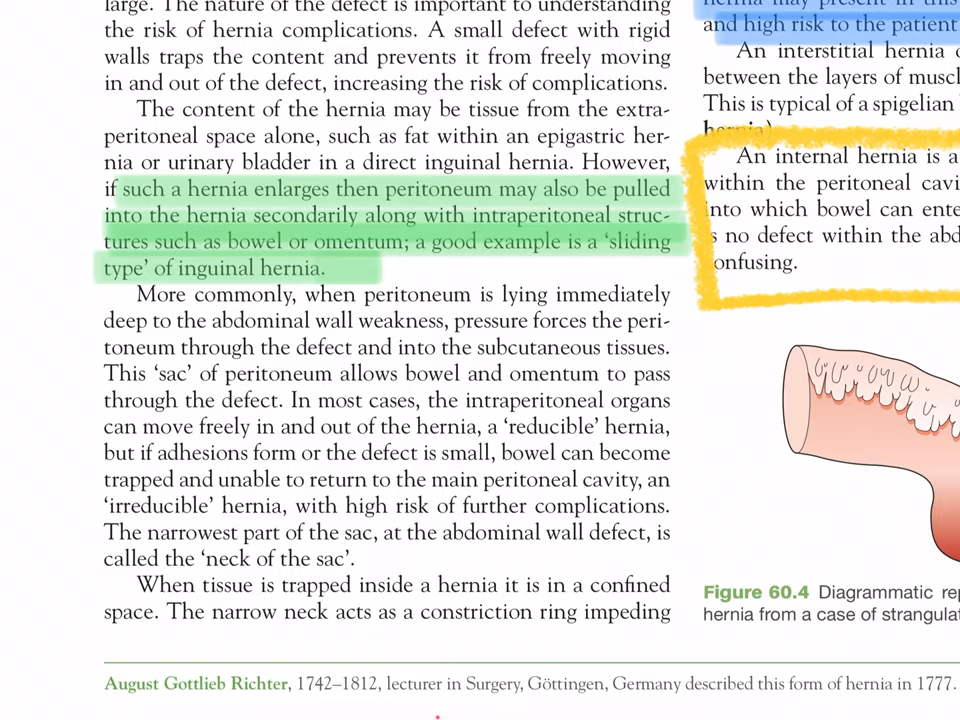 large. The nature of the defect is important to understanding
the risk of hernia complications. A small defect with rigid
walls traps the content and prevents it from freely moving
in and out of the defect, increasing the risk of complications.
The content of the hernia may be tissue from the extra-
peritoneal space alone, such as fat within an epigastric her-
nia or urinary bladder in a direct inguinal hernia. However,
if such a hernia enlarges then peritoneum may also be pulled
into the hernia secondarily along with intraperitoneal struc-
tures such as bowel or omentum; a good example is a ‘sliding
type’ of inguinal hernia.
More commonly, when peritoneum is lying immediately
deep to the abdominal wall weakness, pressure forces the peri-
toneum through the defect and into the subcutaneous tissues.
This ‘sac’ of peritoneum allows bowel and omentum to pass
through the defect. In most cases, the intraperitoneal organs
can move freely in and out of the hernia, a ‘reducible’ hernia,
but if adhesions form or the defect is small, bowel can become
trapped and unable to return to the main peritoneal cavity, an
‘irreducible’ hernia, with high risk of further complications.
The narrowest part of the sac, at the abdominal wall defect, is
called the ‘neck of the sac’.
When tissue is trapped inside a hernia it is in a confined
space. The narrow neck acts as a constriction ring impeding
hernia may present in this
and high risk to the patient
An interstitial hernia
between the layers of muscl
This is typical of a spigelian
hernia)
An internal hernia is a
within the peritoneal cavi
into which bowel can ente
is no defect within the abd
confusing.
Figure 60.4 Diagrammatic rep
hernia from a case of strangulat
August Gottlieb Richter, 1742–1812, lecturer in Surgery, Göttingen, Germany described this form of hernia in 1777.